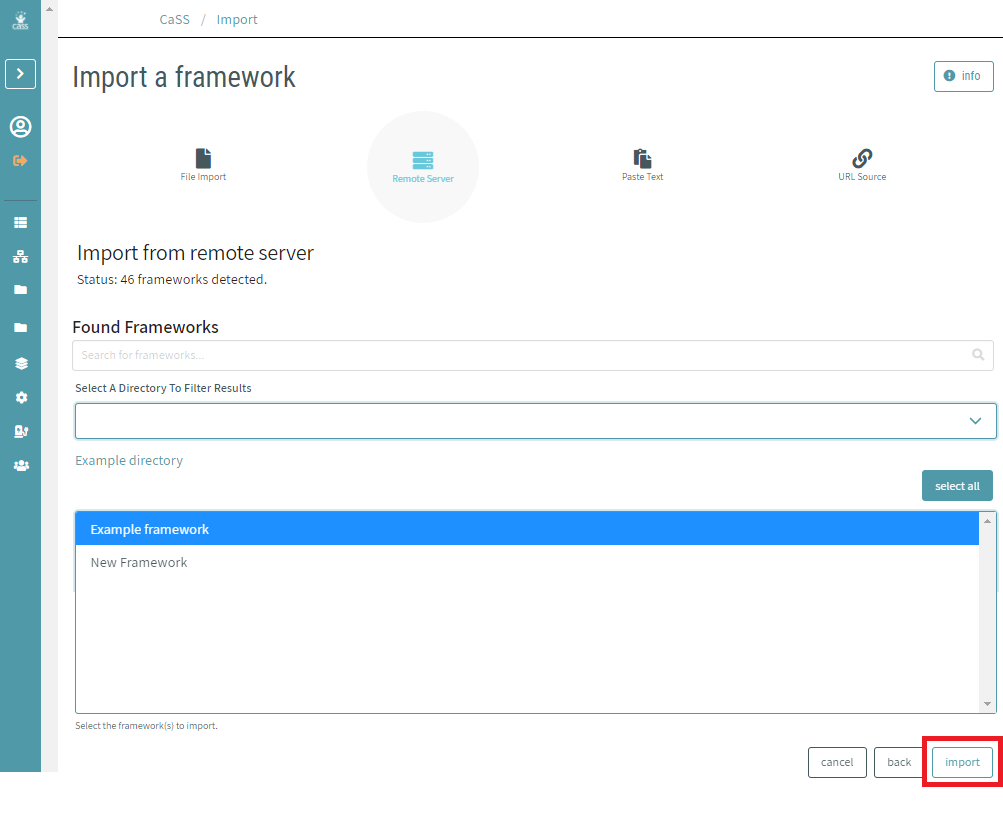 cass
CaSS / Import
Import a framework
info
File Import
Remote Server
Paste Text
URL Source
Import from remote server
Status: 46 frameworks detected.
Found Frameworks
Search for frameworks...
Select A Directory To Filter Results
Example directory
select all
Example framework
New Framework
Select the framework(s) to import.
cancel
back
import